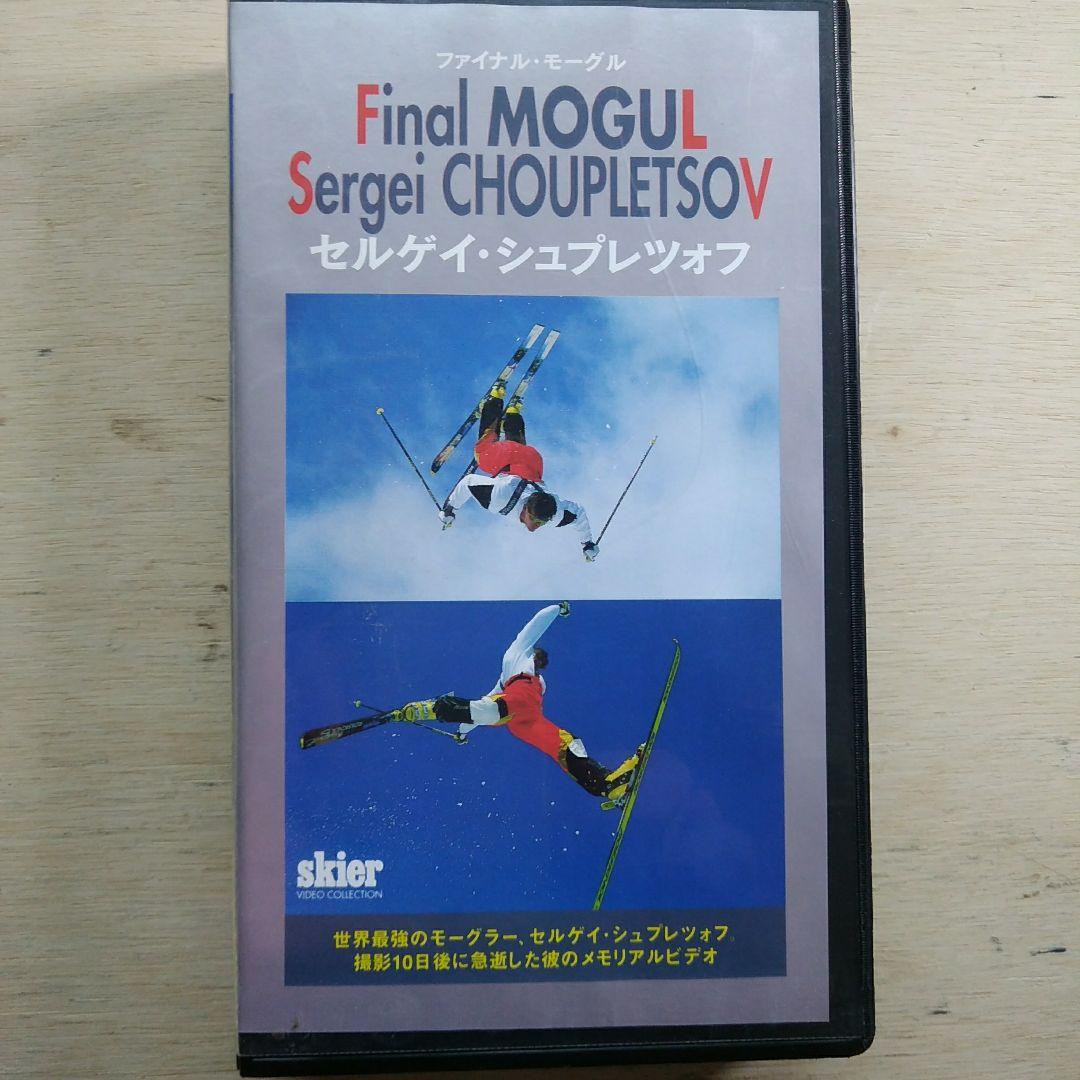 ファイナル・モーグル
Final MOGUL
Sergei CHOUPLETSOV
セルゲイ・シュプレツォフ
skier
VIDEO COLLECTION
世界最強のモーグラー、セルゲイ・シュプレツォフ。
撮影10日後に急逝した彼のメモリアルビデオ